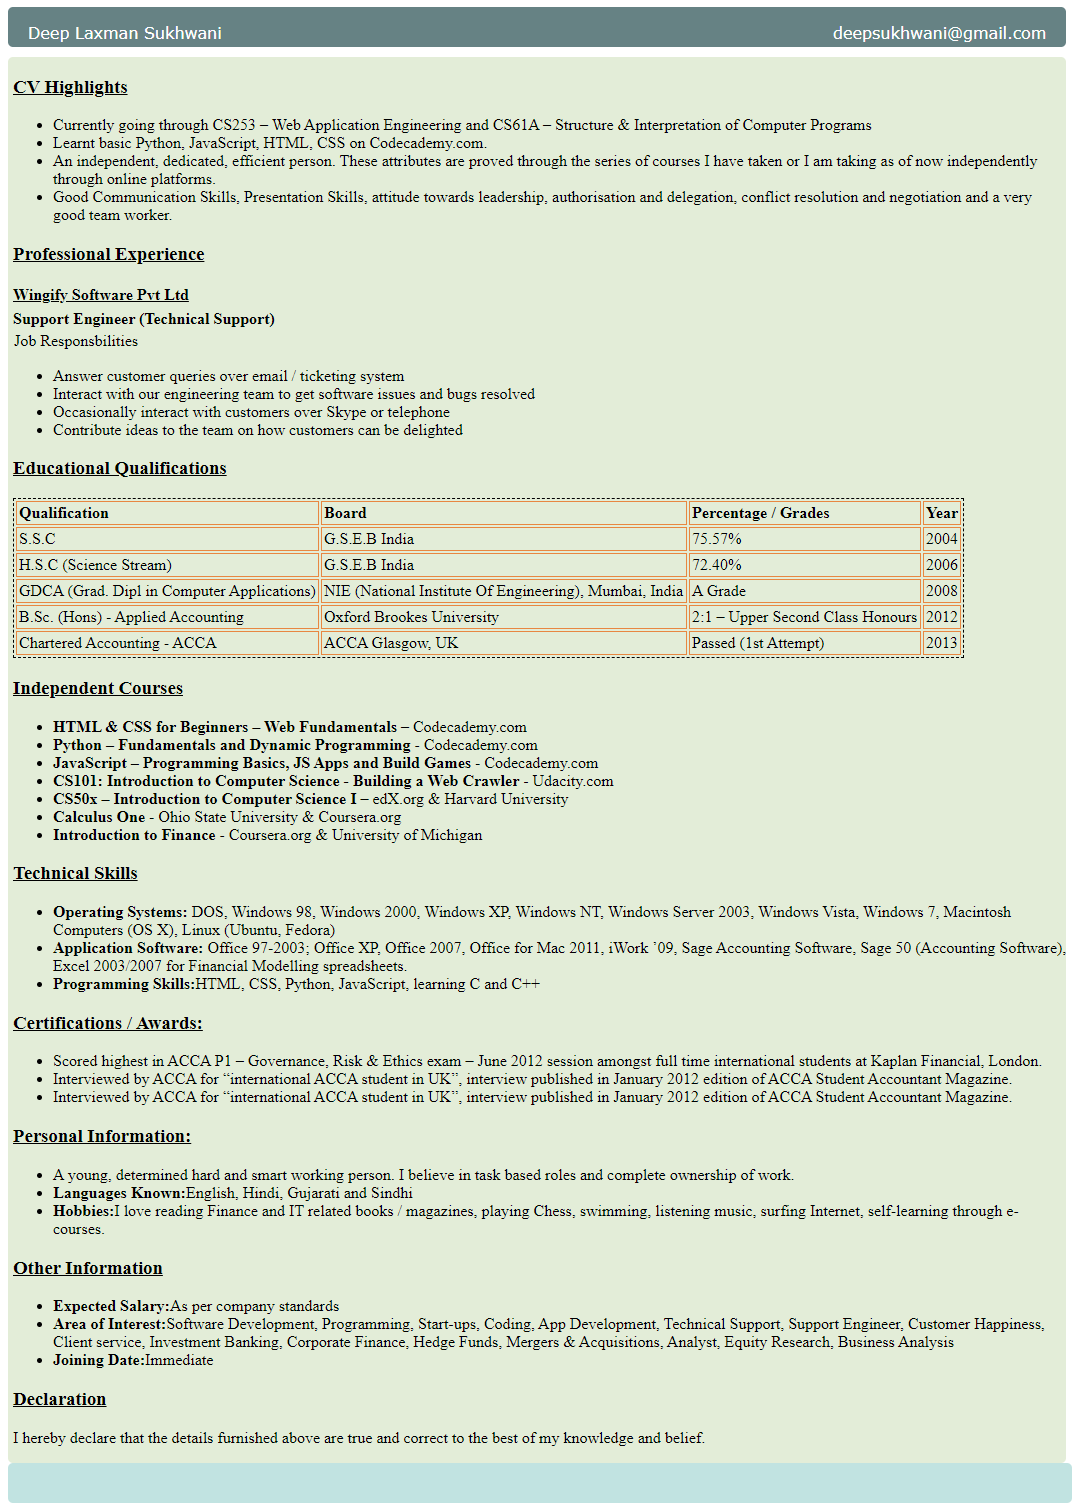 Deep Laxman Sukhwani deepsukhwani@gmail.com
CV Highlights
Currently going through CS253 – Web Application Engineering and CS61A – Structure & Interpretation of Computer Programs
Learnt basic Python, JavaScript, HTML, CSS on Codecademy.com.
An independent, dedicated, efficient person. These attributes are proved through the series of courses I have taken or I am taking as of now independently
through online platforms.
Good Communication Skills, Presentation Skills, attitude towards leadership, authorisation and delegation, conflict resolution and negotiation and a very
good team worker.
Professional Experience
Wingify Software Pvt Ltd
Support Engineer (Technical Support)
Job Responsbilities
Answer customer queries over email / ticketing system
Interact with our engineering team to get software issues and bugs resolved
Occasionally interact with customers over Skype or telephone
Contribute ideas to the team on how customers can be delighted
Educational Qualifications
Qualification Board Percentage / Grades Year
S.S.C G.S.E.B India 75.57% 2004
H.S.C (Science Stream) G.S.E.B India 72.40% 2006
GDCA (Grad. Dipl in Computer Applications) NIE (National Institute Of Engineering), Mumbai, India A Grade 2008
B.Sc. (Hons) - Applied Accounting Oxford Brookes University 2:1 – Upper Second Class Honours 2012
Chartered Accounting - ACCA ACCA Glasgow, UK Passed (1st Attempt) 2013
Independent Courses
HTML & CSS for Beginners – Web Fundamentals – Codecademy.com
Python – Fundamentals and Dynamic Programming - Codecademy.com
JavaScript – Programming Basics, JS Apps and Build Games - Codecademy.com
CS101: Introduction to Computer Science - Building a Web Crawler - Udacity.com
CS50x – Introduction to Computer Science I – edX.org & Harvard University
Calculus One - Ohio State University & Coursera.org
Introduction to Finance - Coursera.org & University of Michigan
Technical Skills
Operating Systems: DOS, Windows 98, Windows 2000, Windows XP, Windows NT, Windows Server 2003, Windows Vista, Windows 7, Macintosh
Computers (OS X), Linux (Ubuntu, Fedora)
Application Software: Office 97-2003; Office XP, Office 2007, Office for Mac 2011, iWork ’09, Sage Accounting Software, Sage 50 (Accounting Software),
Excel 2003/2007 for Financial Modelling spreadsheets.
Programming Skills:HTML, CSS, Python, JavaScript, learning C and C++
Certifications / Awards:
Scored highest in ACCA P1 – Governance, Risk & Ethics exam – June 2012 session amongst full time international students at Kaplan Financial, London.
Interviewed by ACCA for “international ACCA student in UK”, interview published in January 2012 edition of ACCA Student Accountant Magazine.
Interviewed by ACCA for “international ACCA student in UK”, interview published in January 2012 edition of ACCA Student Accountant Magazine.
Personal Information:
A young, determined hard and smart working person. I believe in task based roles and complete ownership of work.
Languages Known:English, Hindi, Gujarati and Sindhi
Hobbies:I love reading Finance and IT related books / magazines, playing Chess, swimming, listening music, surfing Internet, self-learning through e-
courses.
Other Information
Expected Salary:As per company standards
Area of Interest:Software Development, Programming, Start-ups, Coding, App Development, Technical Support, Support Engineer, Customer Happiness,
Client service, Investment Banking, Corporate Finance, Hedge Funds, Mergers & Acquisitions, Analyst, Equity Research, Business Analysis
Joining Date:Immediate
Declaration
I hereby declare that the details furnished above are true and correct to the best of my knowledge and belief.